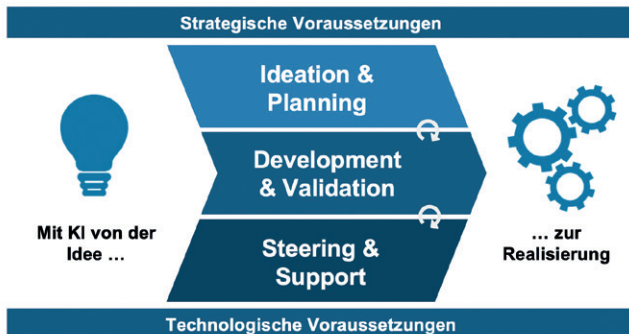 Strategische Voraussetzungen
Ideation &
Planning
Development
& Validation
Steering &
Support
Mit KI von der
Idee ...
... zur
Realisierung
Technologische Voraussetzungen